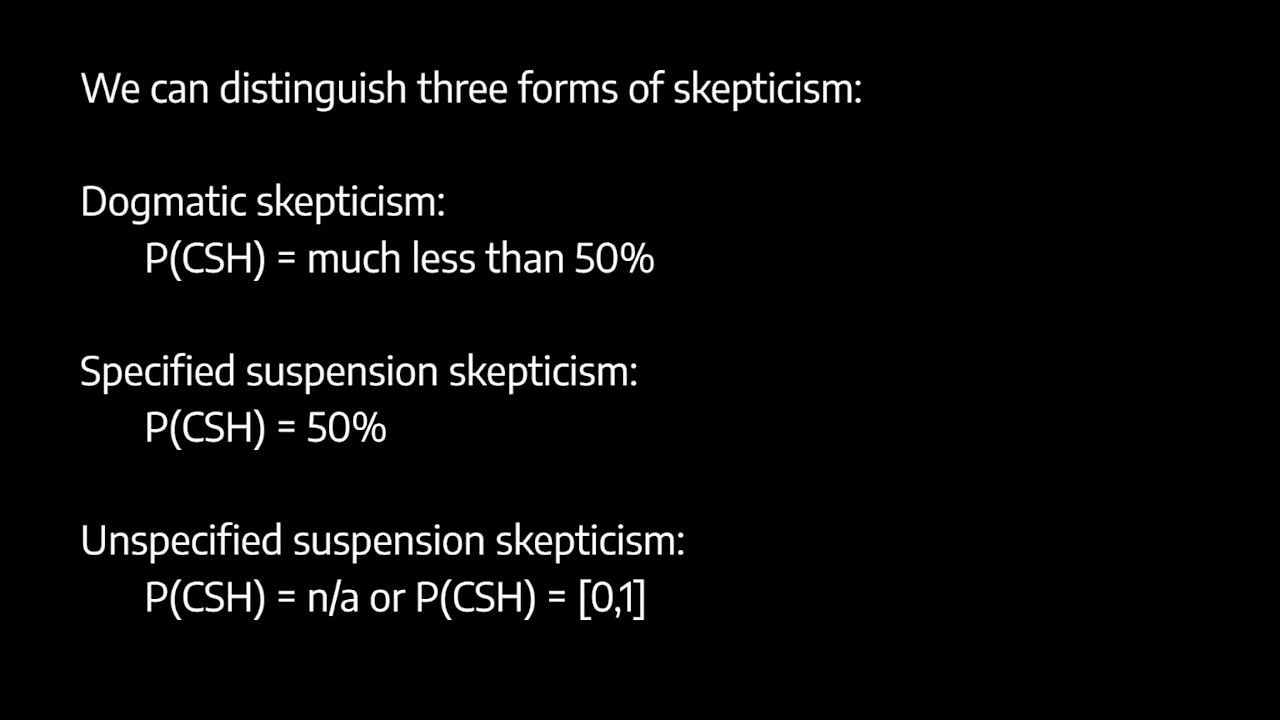 We can distinguish three forms of skepticism:
Dogmatic skepticism:
P(CSH) = much less than 50%
Specified suspension skepticism:
P(CSH) = 50%
Unspecified suspension skepticism:
P(CSH) = n/a or P(CSH) = [0,1]